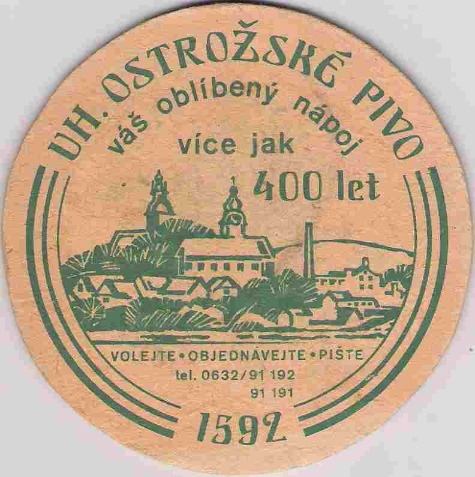 UH. OSTROŽSKÉ PIVO
váš oblíbený nápoj
více jak
400 let
VOLEJTE • OBJEDNÁVEJTE • PIŠTE
tel. 0632/91 192
91 191
1592